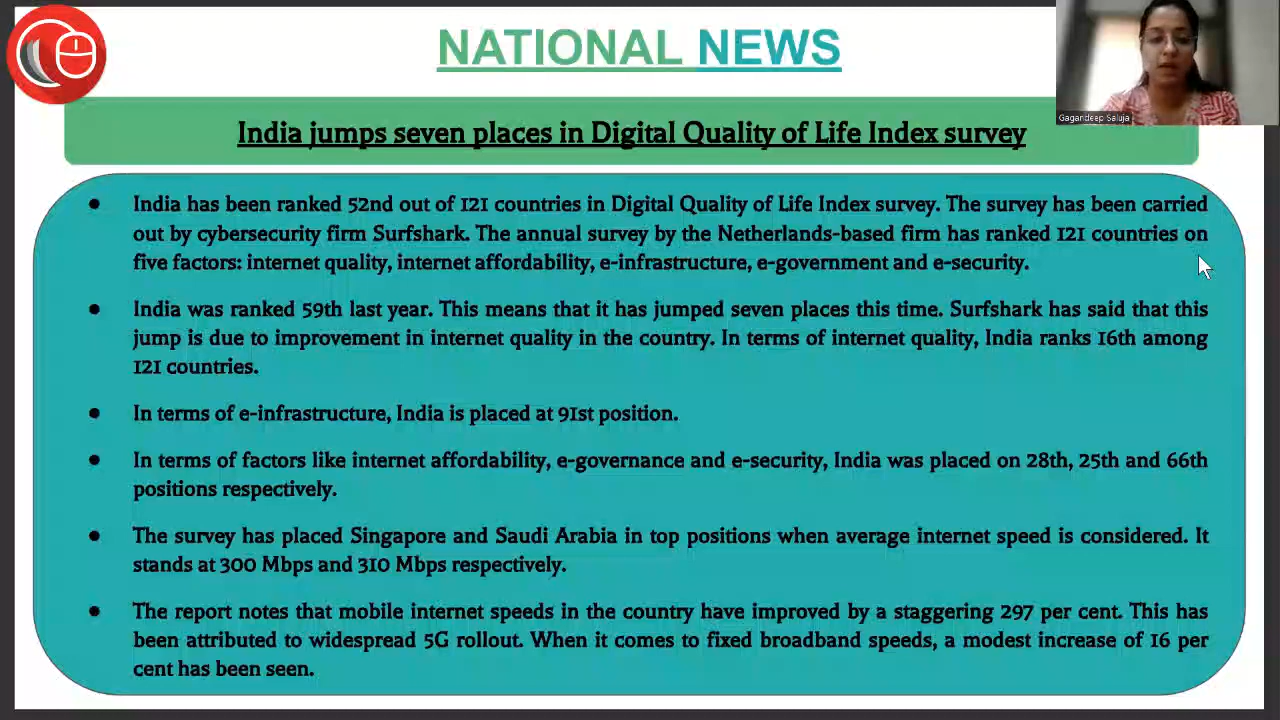 NATIONAL NEWS
Gagandeep Saluja
India jumps seven places in Digital Quality of Life Index survey
● India has been ranked 52nd out of 121 countries in Digital Quality of Life Index survey. The survey has been carried
out by cybersecurity firm Surfshark. The annual survey by the Netherlands-based firm has ranked 121 countries on
five factors: internet quality, internet affordability, e-infrastructure, e-government and e-security.
● India was ranked 59th last year. This means that it has jumped seven places this time. Surfshark has said that this
jump is due to improvement in internet quality in the country. In terms of internet quality, India ranks 16th among
121 countries.
● In terms of e-infrastructure, India is placed at 91st position.
● In terms of factors like internet affordability, e-governance and e-security, India was placed on 28th, 25th and 66th
positions respectively.
● The survey has placed Singapore and Saudi Arabia in top positions when average internet speed is considered. It
stands at 300 Mbps and 310 Mbps respectively.
● The report notes that mobile internet speeds in the country have improved by a staggering 297 per cent. This has
been attributed to widespread 5G rollout. When it comes to fixed broadband speeds, a modest increase of 16 per
cent has been seen.